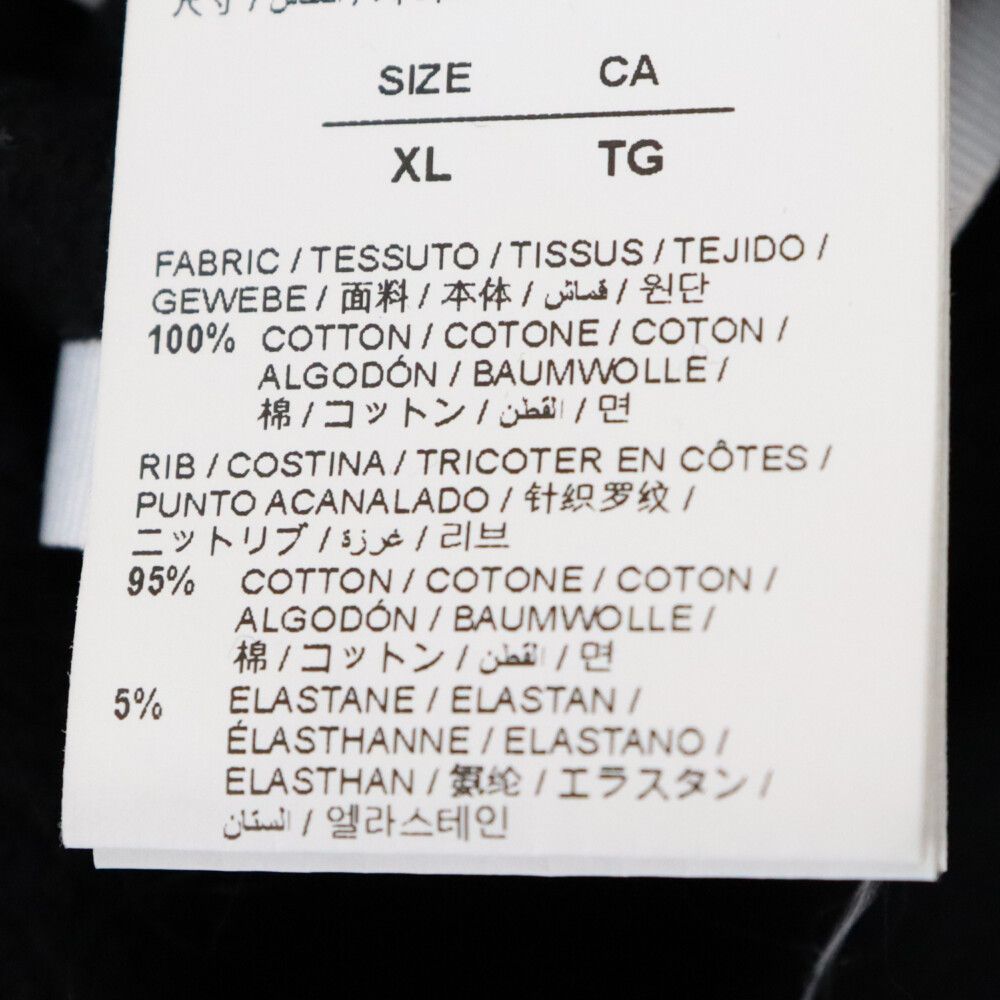 尺寸 /
SIZE CA
XL TG
FABRIC / TESSUTO / TISSUS / TEJIDO /
GEWEBE / 面料 / 本体 / قماش / 원단
100% COTTON / COTONE / COTON /
ALGODÓN / BAUMWOLLE /
棉 / コットン / القطن / 면
RIB / COSTINA / TRICOTER EN CÔTES /
PUNTO ACANALADO / 针织罗纹 /
ニットリブ / غرزة / 리브
95% COTTON / COTONE / COTON /
ALGODÓN / BAUMWOLLE /
棉 / コットン / القطن / 면
5% ELASTANE / ELASTAN /
ÉLASTHANNE / ELASTANO /
ELASTHAN / 氨纶 / エラスタン /
الستان / 엘라스테인